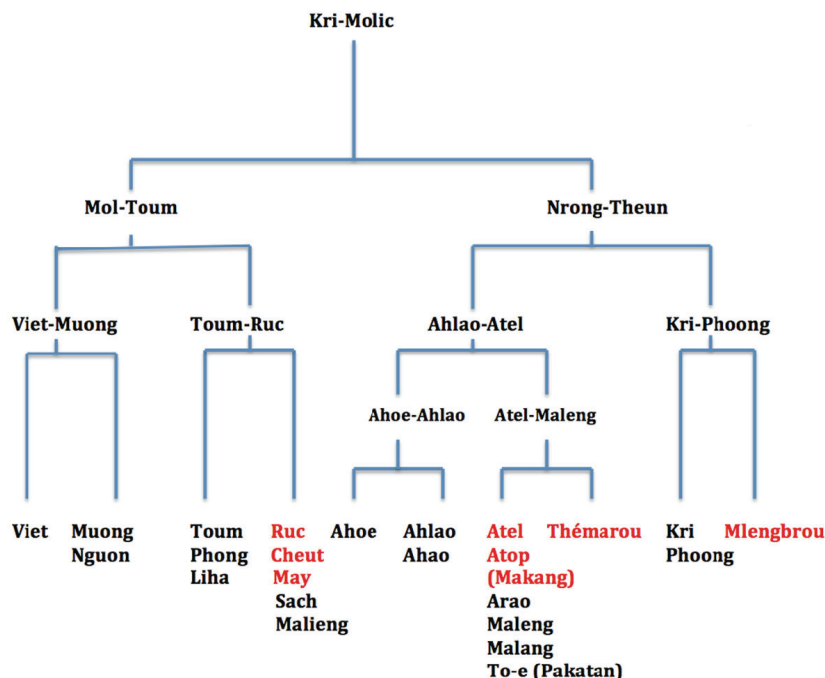 Kri-Molic
Mol-Toum
Nrong-Theun
Viet-Muong
Toum-Ruc
Ahlao-Atel
Kri-Phoong
Ahoe-Ahlao
Atel-Maleng
Viet
Muong
Nguon
Toum
Phong
Liha
Ruc
Cheut
May
Sach
Malieng
Ahoe
Ahlao
Ahao
Atel
Atop
(Makang)
Arao
Maleng
Malang
To-e (Pakatan)
Thémarou
Kri
Phoong
Mlengbrou